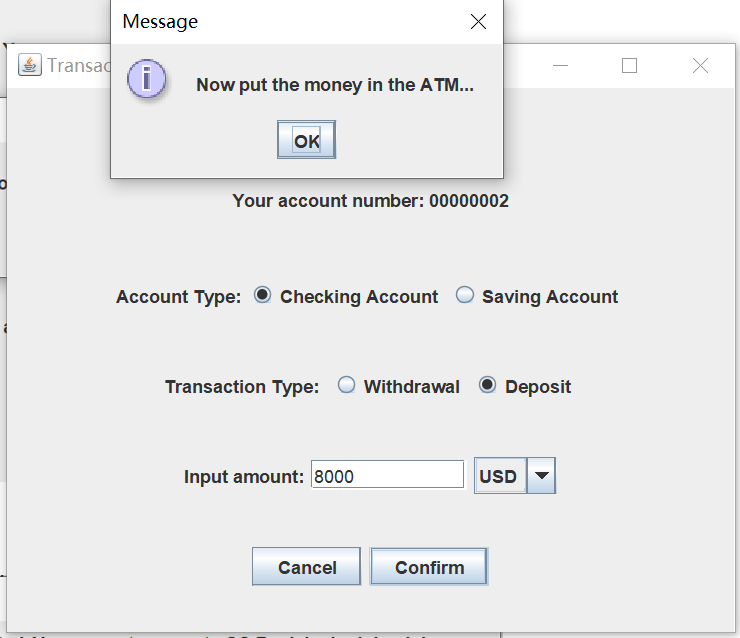 Message
Transac
Now put the money in the ATM...
OK
Your account number: 00000002
Account Type: Checking Account Saving Account
Transaction Type: Withdrawal Deposit
Input amount: 8000 USD
Cancel Confirm